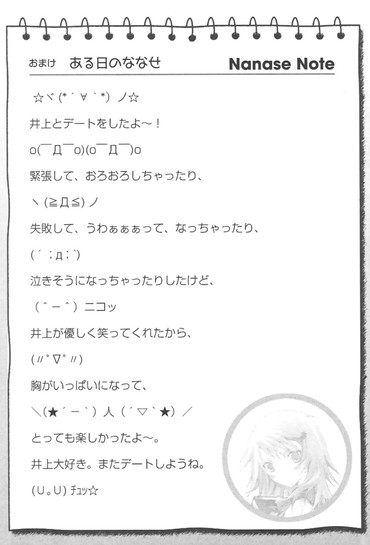 おまけ ある日のななせ Nanase Note
☆ヾ(*´∀｀*)ノ☆
井上とデートをしたよ～！
o(￣Д￣o)(o￣Д￣)o
緊張して、おろおろしちゃったり、
ヽ(≧Д≦)ノ
失敗して、うわぁぁぁって、なっちゃったり、
(´；д；`)
泣きそうになっちゃったりしたけど、
（＾－＾）ニコッ
井上が優しく笑ってくれたから、
(〃ﾟ∇ﾟ〃)
胸がいっぱいになって、
＼(★´－｀)人（´▽｀★)／
とっても楽しかったよ～。
井上大好き。またデートしようね。
(U。U)ﾁｭｯ☆